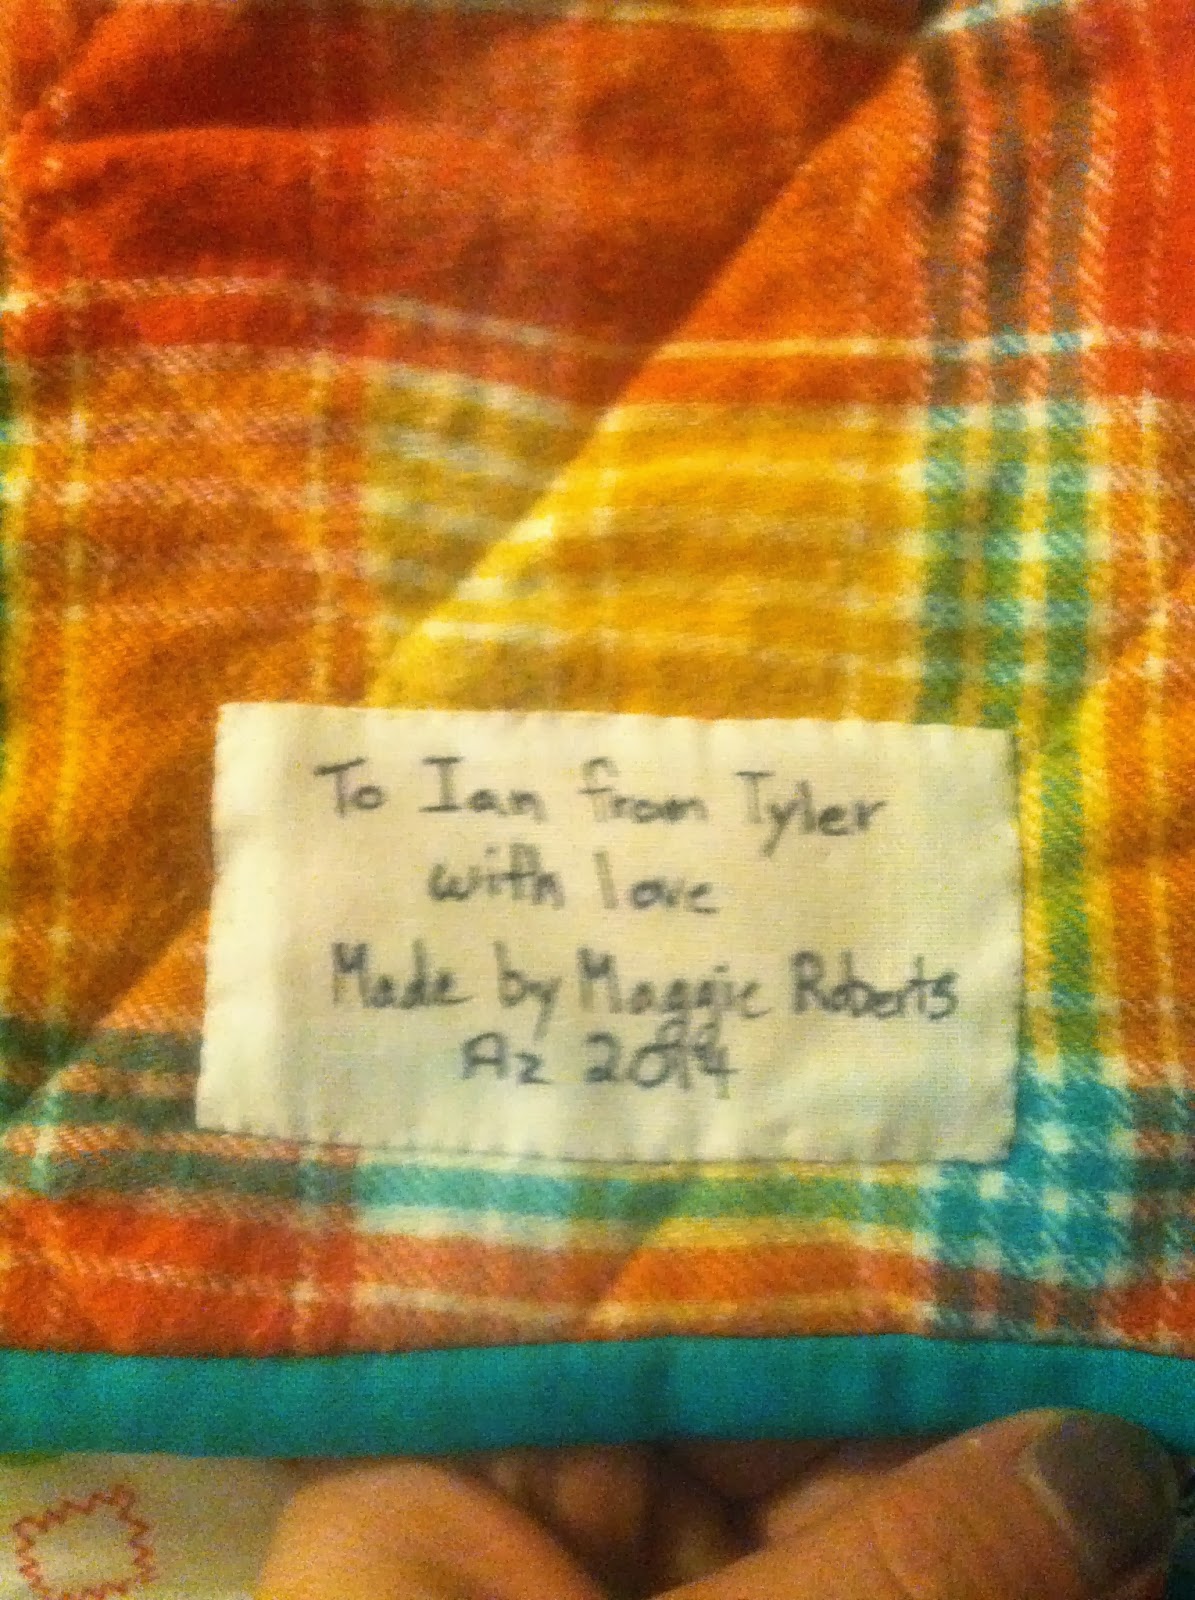 To Ian from Tyler
with love
Made by Maggie Roberts
Az 2014